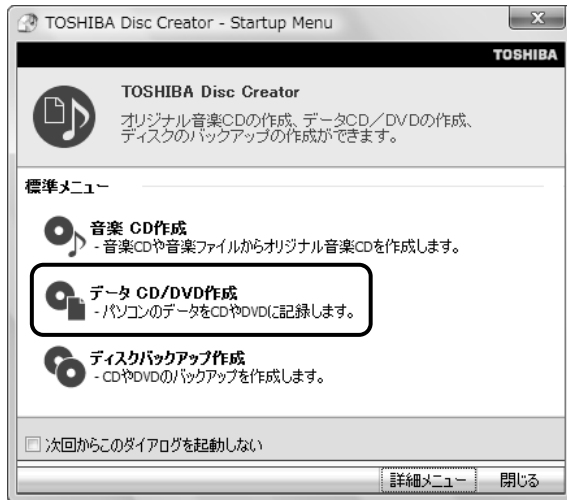 TOSHIBA Disc Creator - Startup Menu
TOSHIBA
TOSHIBA Disc Creator
オリジナル音楽CDの作成、データCD／DVDの作成、
ディスクのバックアップの作成ができます。
標準メニュー
音楽 CD作成
- 音楽CDや音楽ファイルからオリジナル音楽CDを作成します。
データ CD/DVD作成
- パソコンのデータをCDやDVDに記録します。
ディスクバックアップ作成
- CDやDVDのバックアップを作成します。
次回からこのダイアログを起動しない
詳細メニュー 閉じる